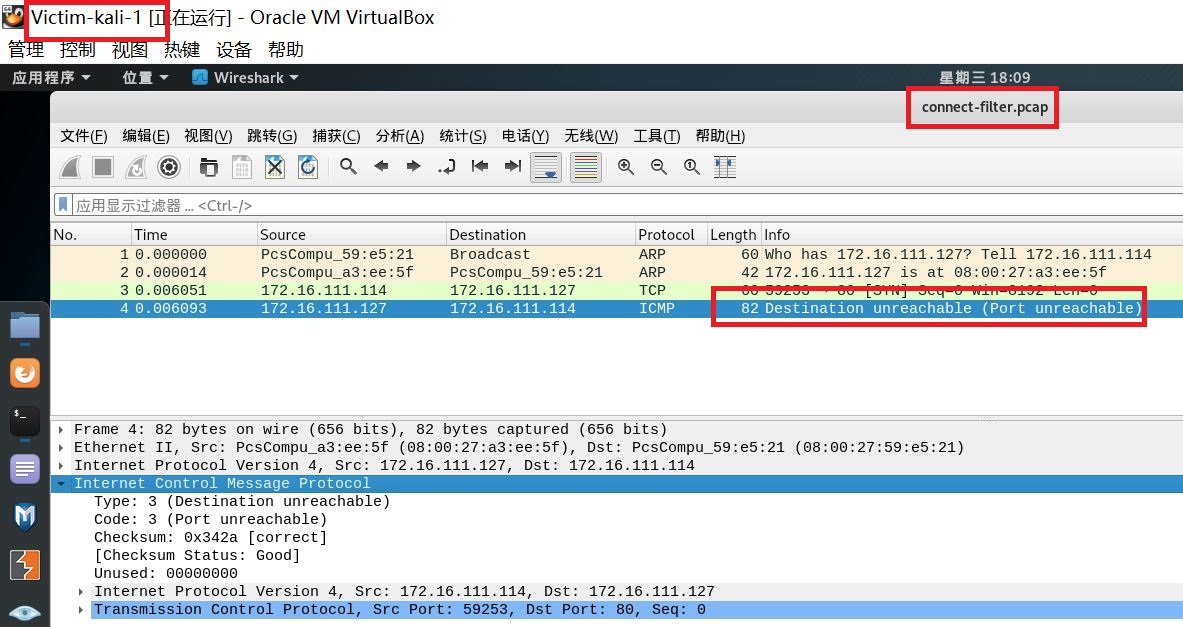 Victim-kali-1 [正在运行] - Oracle VM VirtualBox
管理 控制 视图 热键 设备 帮助
应用程序 位置 Wireshark 星期三 18:09
connect-filter.pcap
文件(F) 编辑(E) 视图(V) 跳转(G) 捕获(C) 分析(A) 统计(S) 电话(Y) 无线(W) 工具(T) 帮助(H)
应用显示过滤器 ... <Ctrl-/>
No. Time Source Destination Protocol Length Info
1 0.000000 PcsCompu_59:e5:21 Broadcast ARP 60 Who has 172.16.111.127? Tell 172.16.111.114
2 0.000014 PcsCompu_a3:ee:5f PcsCompu_59:e5:21 ARP 42 172.16.111.127 is at 08:00:27:a3:ee:5f
3 0.006051 172.16.111.114 172.16.111.127 TCP 60 59253 → 80 [SYN] Seq=0 Win=8192 Len=0
4 0.006093 172.16.111.127 172.16.111.114 ICMP 82 Destination unreachable (Port unreachable)
Frame 4: 82 bytes on wire (656 bits), 82 bytes captured (656 bits)
Ethernet II, Src: PcsCompu_a3:ee:5f (08:00:27:a3:ee:5f), Dst: PcsCompu_59:e5:21 (08:00:27:59:e5:21)
Internet Protocol Version 4, Src: 172.16.111.127, Dst: 172.16.111.114
Internet Control Message Protocol
Type: 3 (Destination unreachable)
Code: 3 (Port unreachable)
Checksum: 0x342a [correct]
[Checksum Status: Good]
Unused: 00000000
Internet Protocol Version 4, Src: 172.16.111.114, Dst: 172.16.111.127
Transmission Control Protocol, Src Port: 59253, Dst Port: 80, Seq: 0